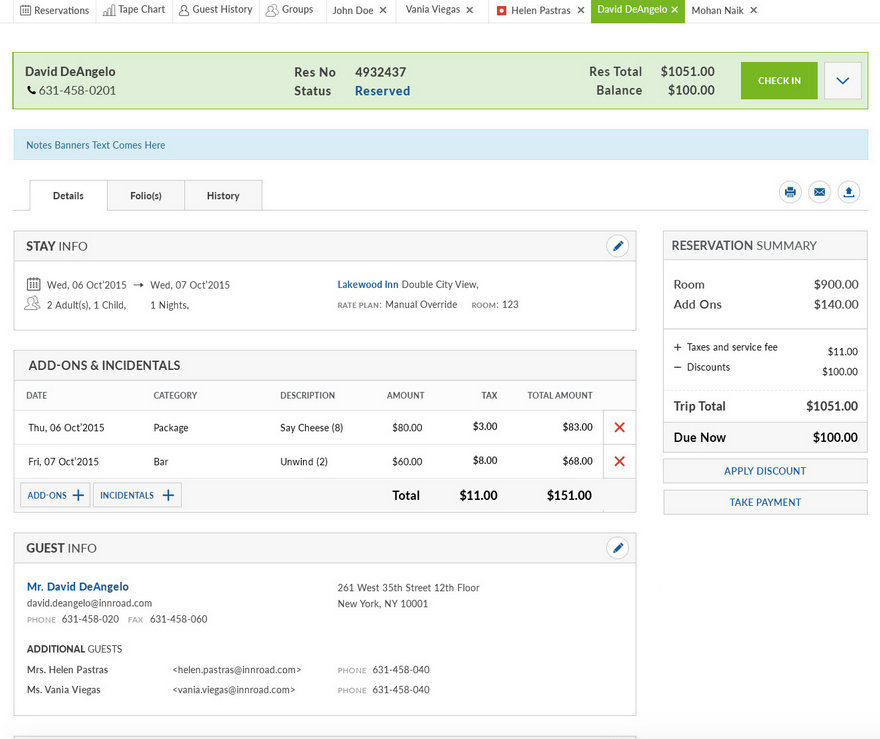 Reservations Tape Chart Guest History Groups John Doe ✕ Vania Viegas ✕ Helen Pastras ✕ David DeAngelo ✕ Mohan Naik ✕
David DeAngelo Res No 4932437 Res Total $1051.00 CHECK IN
631-458-0201 Status Reserved Balance $100.00
Notes Banners Text Comes Here
Details Folio(s) History
STAY INFO
Wed, 06 Oct'2015 → Wed, 07 Oct'2015 Lakewood Inn Double City View,
2 Adult(s), 1 Child, 1 Nights, RATE PLAN: Manual Override ROOM: 123
ADD-ONS & INCIDENTALS
DATE CATEGORY DESCRIPTION AMOUNT TAX TOTAL AMOUNT
Thu, 06 Oct'2015 Package Say Cheese (8) $80.00 $3.00 $83.00
Fri, 07 Oct'2015 Bar Unwind (2) $60.00 $8.00 $68.00
ADD-ONS + INCIDENTALS + Total $11.00 $151.00
GUEST INFO
Mr. David DeAngelo 261 West 35th Street 12th Floor
david.deangelo@innroad.com New York, NY 10001
PHONE 631-458-020 FAX 631-458-060
ADDITIONAL GUESTS
Mrs. Helen Pastras <helen.pastras@innroad.com> PHONE 631-458-040
Ms. Vania Viegas <vania.viegas@innroad.com> PHONE 631-458-040
RESERVATION SUMMARY
Room $900.00
Add Ons $140.00
+ Taxes and service fee $11.00
− Discounts $100.00
Trip Total $1051.00
Due Now $100.00
APPLY DISCOUNT
TAKE PAYMENT